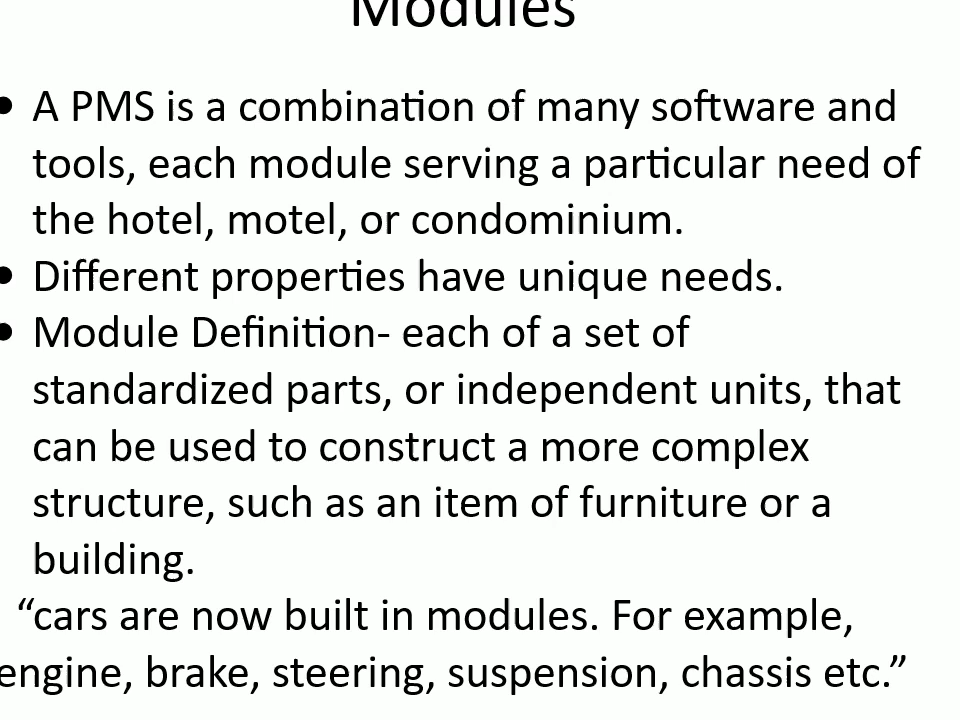 Modules
• A PMS is a combination of many software and
tools, each module serving a particular need of
the hotel, motel, or condominium.
• Different properties have unique needs.
• Module Definition- each of a set of
standardized parts, or independent units, that
can be used to construct a more complex
structure, such as an item of furniture or a
building.
“cars are now built in modules. For example,
engine, brake, steering, suspension, chassis etc.”